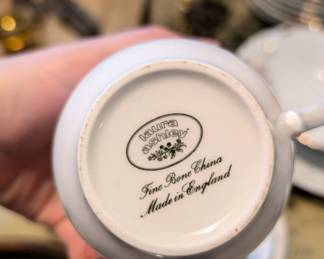 laura
ashley
Fine Bone China
Made in England